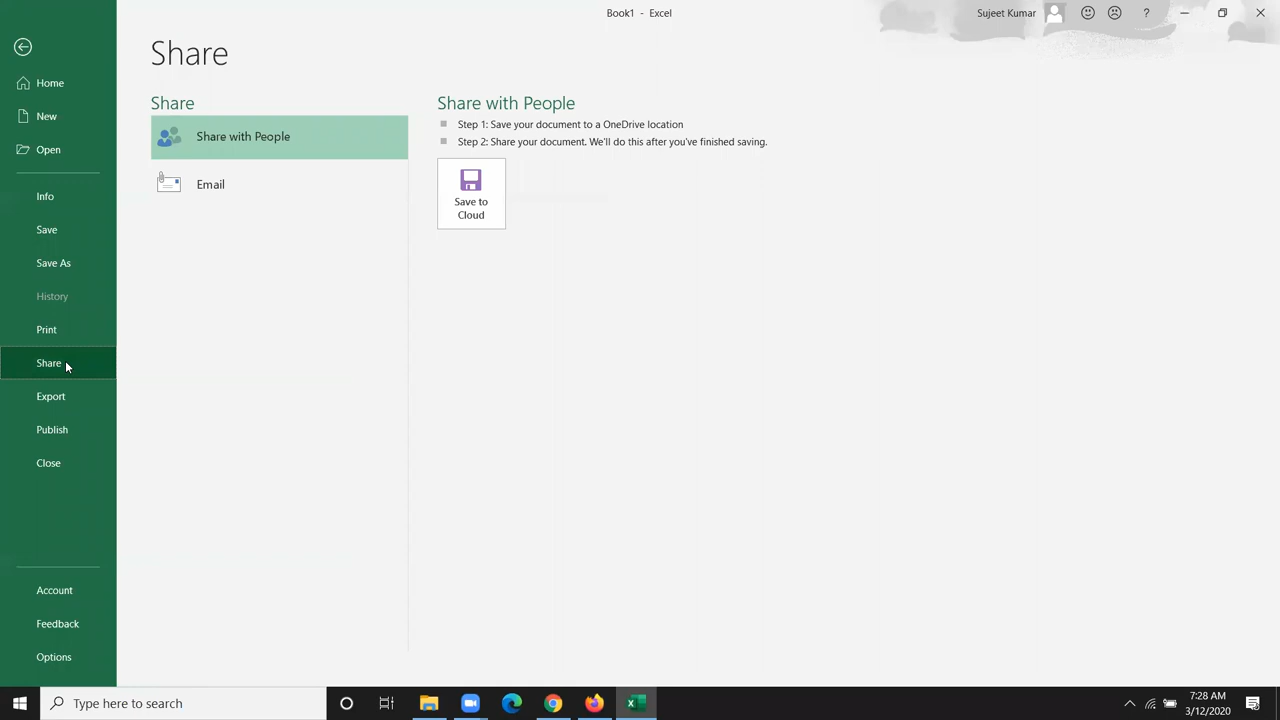 Book1 - Excel
Sujeet Kumar
?
Share
Home
New
Open
Info
Save
Save As
History
Print
Share
Export
Publish
Close
Account
Feedback
Options
Share
Share with People
Email
Share with People
Step 1: Save your document to a OneDrive location
Step 2: Share your document. We'll do this after you've finished saving.
Save to
Cloud
Type here to search
7:28 AM
3/12/2020